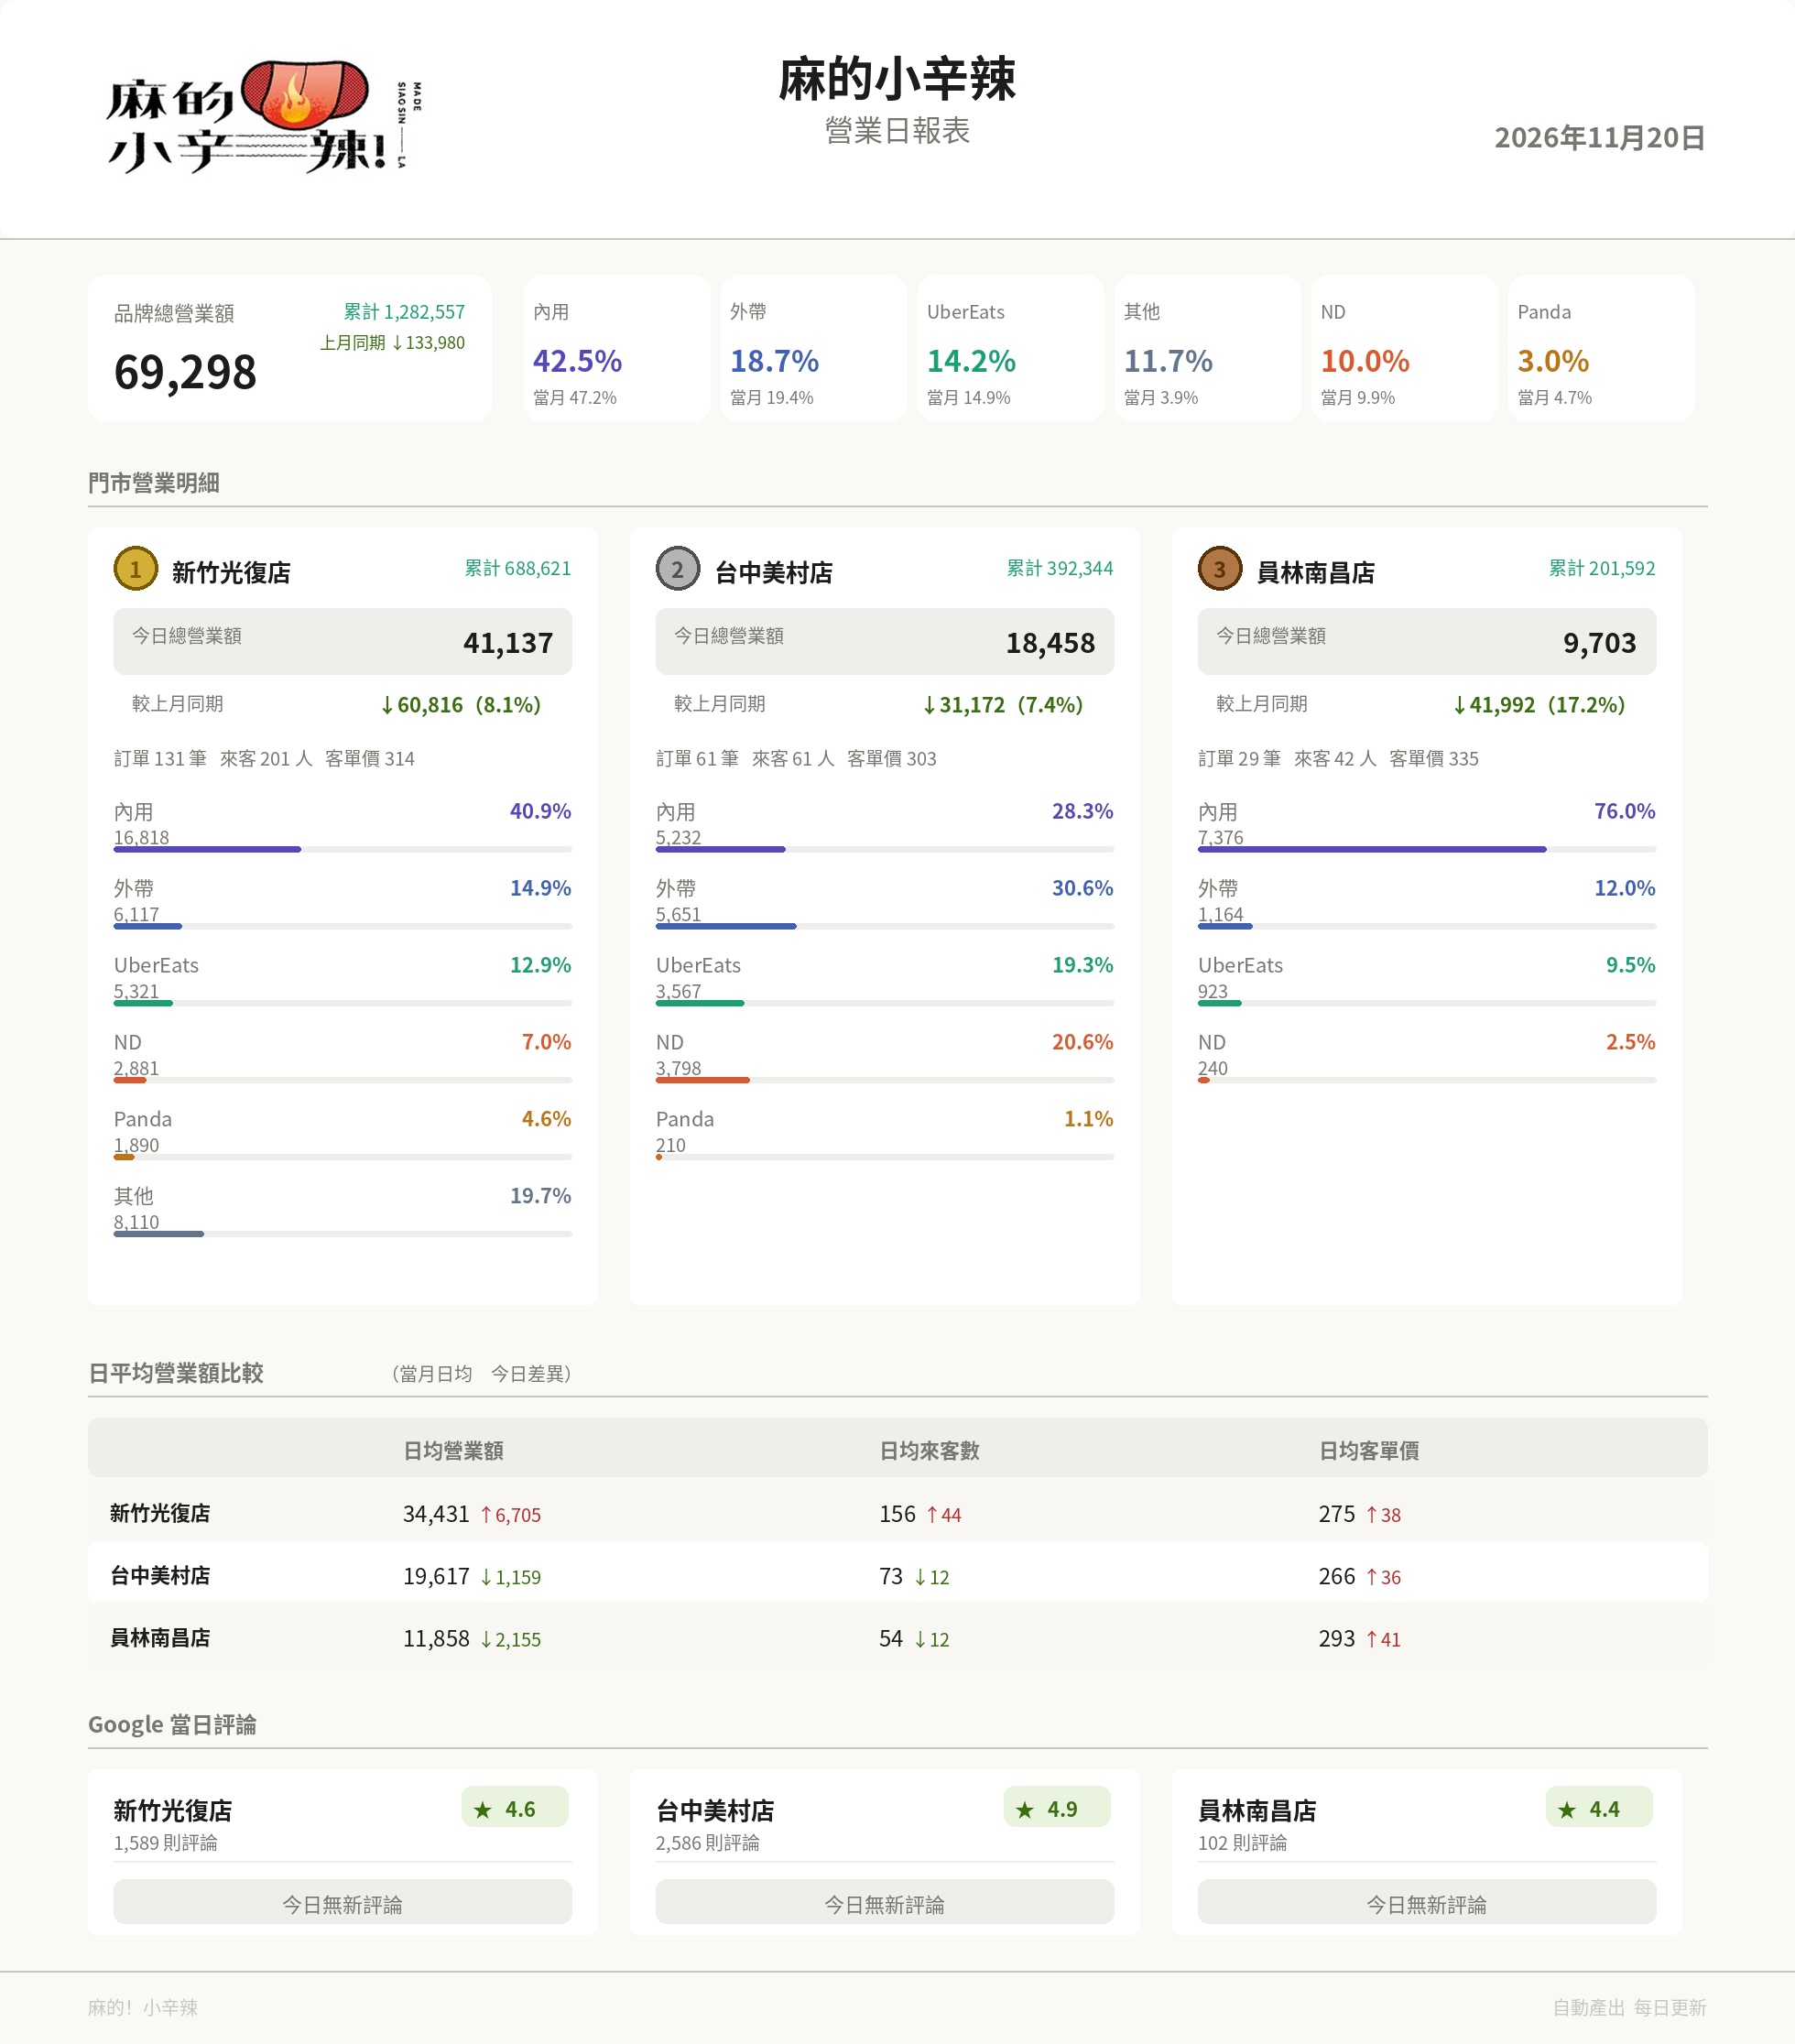 麻的
小辛辣!
MADE
SIAO SIN — LA
麻的小辛辣
營業日報表
2026年11月20日
品牌總營業額
累計 1,282,557
上月同期 ↓133,980
69,298
內用
42.5%
當月 47.2%
外帶
18.7%
當月 19.4%
UberEats
14.2%
當月 14.9%
其他
11.7%
當月 3.9%
ND
10.0%
當月 9.9%
Panda
3.0%
當月 4.7%
門市營業明細
1 新竹光復店 累計 688,621
今日總營業額 41,137
較上月同期 ↓60,816（8.1%）
訂單 131 筆 來客 201 人 客單價 314
內用 40.9%
16,818
外帶 14.9%
6,117
UberEats 12.9%
5,321
ND 7.0%
2,881
Panda 4.6%
1,890
其他 19.7%
8,110
2 台中美村店 累計 392,344
今日總營業額 18,458
較上月同期 ↓31,172（7.4%）
訂單 61 筆 來客 61 人 客單價 303
內用 28.3%
5,232
外帶 30.6%
5,651
UberEats 19.3%
3,567
ND 20.6%
3,798
Panda 1.1%
210
3 員林南昌店 累計 201,592
今日總營業額 9,703
較上月同期 ↓41,992（17.2%）
訂單 29 筆 來客 42 人 客單價 335
內用 76.0%
7,376
外帶 12.0%
1,164
UberEats 9.5%
923
ND 2.5%
240
日平均營業額比較 （當月日均 今日差異）
日均營業額 日均來客數 日均客單價
新竹光復店 34,431 ↑6,705 156 ↑44 275 ↑38
台中美村店 19,617 ↓1,159 73 ↓12 266 ↑36
員林南昌店 11,858 ↓2,155 54 ↓12 293 ↑41
Google 當日評論
新竹光復店 ★ 4.6
1,589 則評論
今日無新評論
台中美村店 ★ 4.9
2,586 則評論
今日無新評論
員林南昌店 ★ 4.4
102 則評論
今日無新評論
麻的！小辛辣 自動產出 每日更新